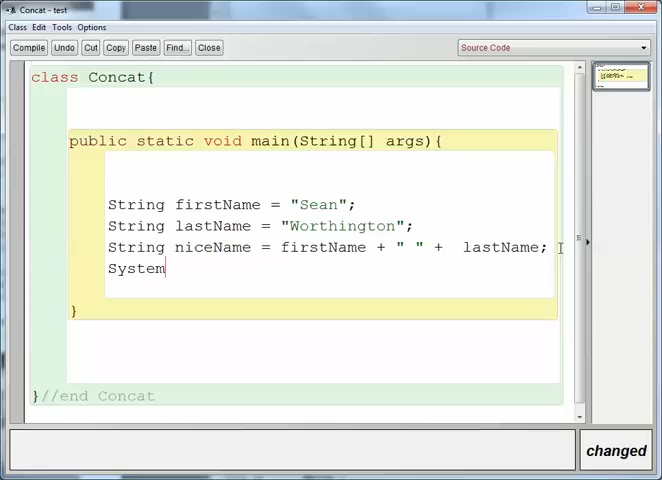 Concat - test
Class Edit Tools Options
Compile Undo Cut Copy Paste Find... Close Source Code
class Concat{
public static void main(String[] args){
String firstName = "Sean";
String lastName = "Worthington";
String niceName = firstName + " " +  lastName;
System
}
}//end Concat
changed